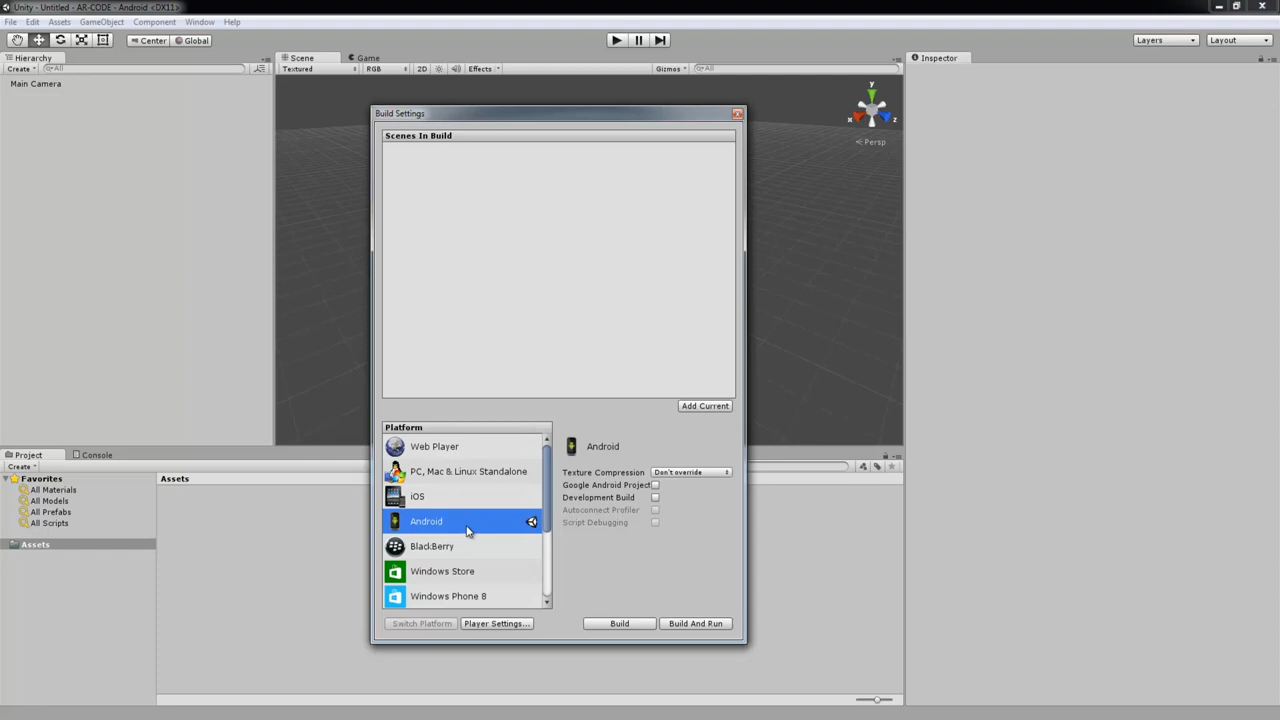 Unity - Untitled - AR-CODE - Android <DX11>
File Edit Assets GameObject Component Window Help
Center Global
Layers Layout
Hierarchy
Create All
Main Camera
Scene Game
Textured RGB 2D Effects Gizmos All
y
x z
Persp
Inspector
Build Settings
Scenes In Build
Add Current
Platform
Web Player
PC, Mac & Linux Standalone
iOS
Android
BlackBerry
Windows Store
Windows Phone 8
Android
Texture Compression Don't override
Google Android Project
Development Build
Autoconnect Profiler
Script Debugging
Switch Platform Player Settings... Build Build And Run
Project Console
Create
Favorites
All Materials
All Models
All Prefabs
All Scripts
Assets
Assets